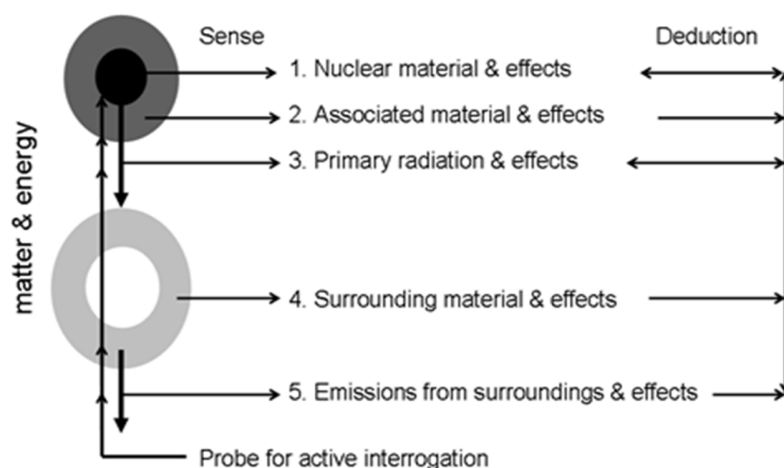 Sense Deduction
1. Nuclear material & effects
2. Associated material & effects
3. Primary radiation & effects
matter & energy
4. Surrounding material & effects
5. Emissions from surroundings & effects
Probe for active interrogation